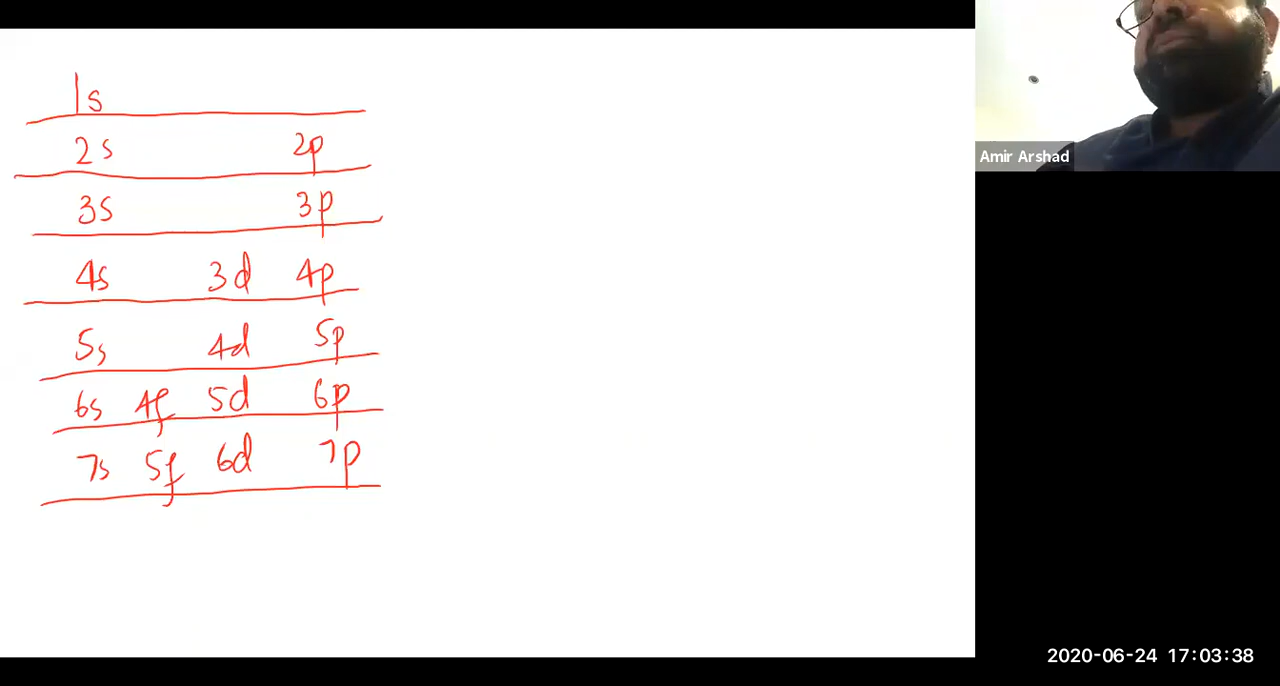 1s
2s 2p
3s 3p
4s 3d 4p
5s 4d 5p
6s 4f 5d 6p
7s 5f 6d 7p
Amir Arshad
2020-06-24 17:03:38